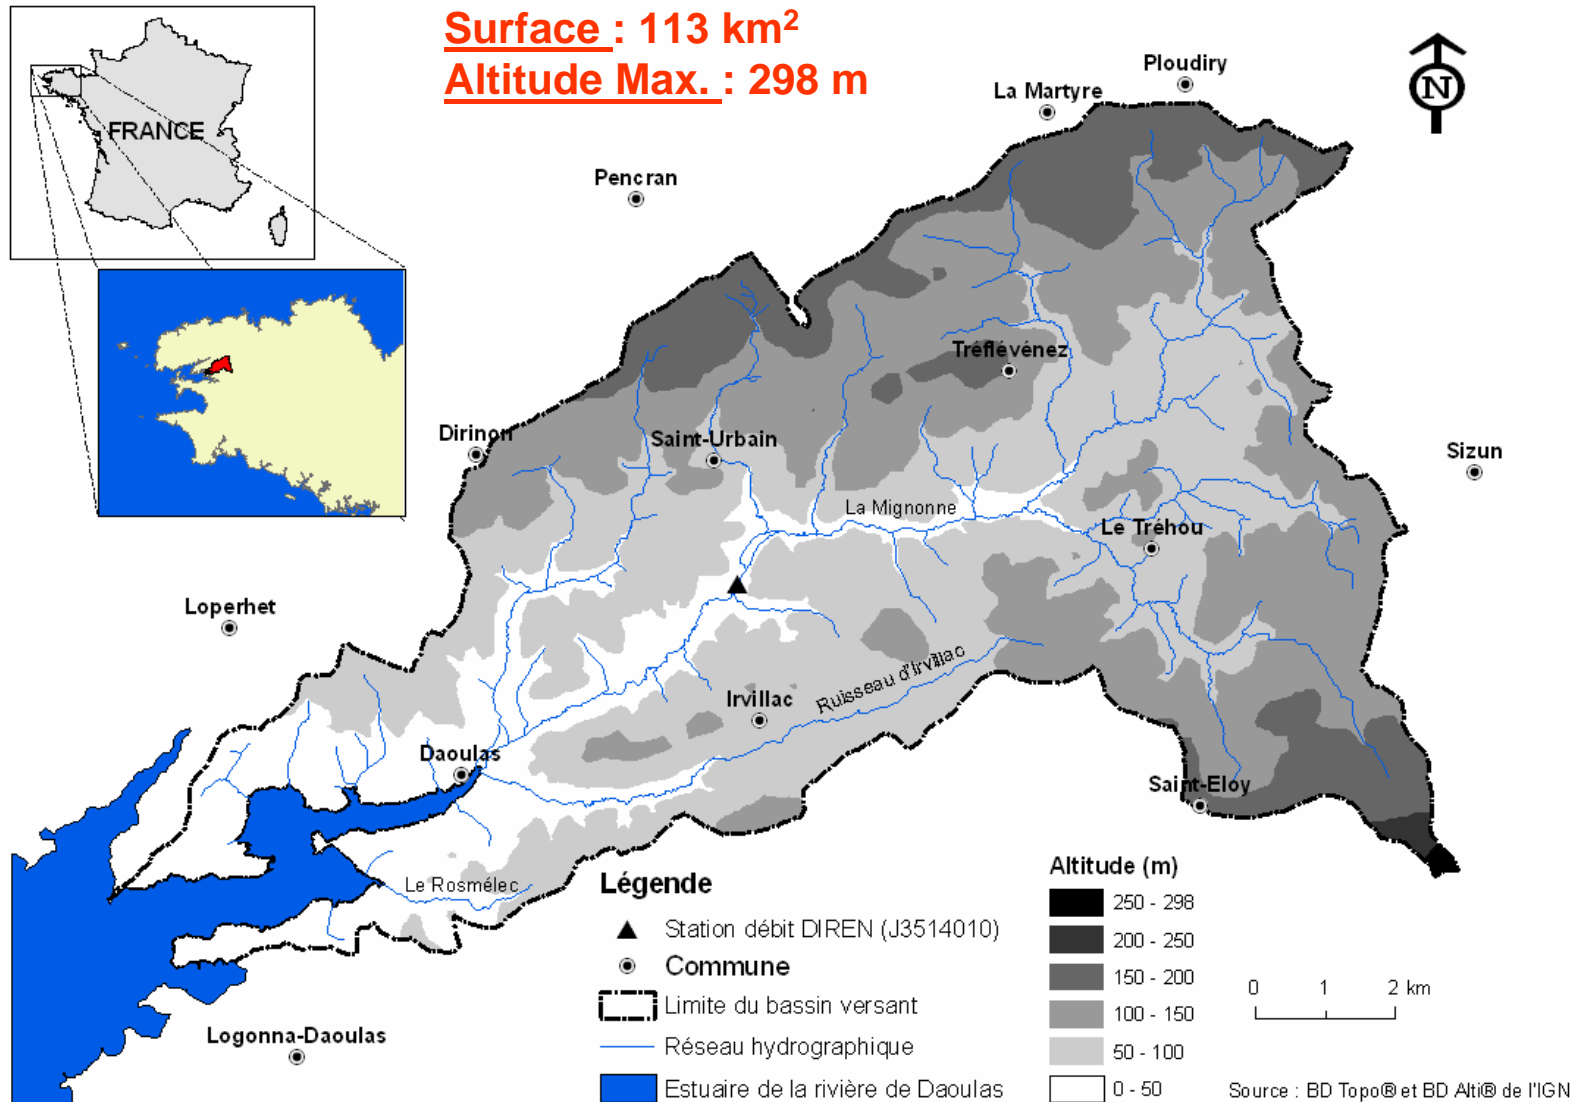 Surface : 113 km²
Altitude Max. : 298 m
FRANCE
N
Ploudiry
La Martyre
Pencran
Tréflévénez
Dirinon
Saint-Urbain
Sizun
La Mignonne
Le Tréhou
Loperhet
Ruisseau d'Irvillac
Irvillac
Daoulas
Saint-Eloy
Le Rosmélec
Logonna-Daoulas
Légende
Station débit DIREN (J3514010)
Commune
Limite du bassin versant
Réseau hydrographique
Estuaire de la rivière de Daoulas
Altitude (m)
250 - 298
200 - 250
150 - 200
100 - 150
50 - 100
0 - 50
0 1 2 km
Source : BD Topo® et BD Alti® de l'IGN